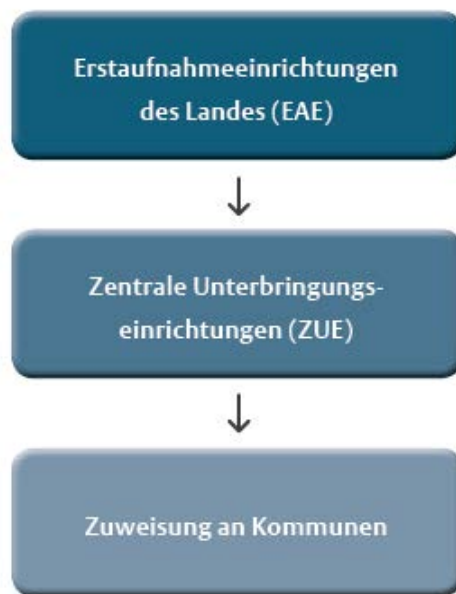 Erstaufnahmeeinrichtungen
des Landes (EAE)
Zentrale Unterbringungs-
einrichtungen (ZUE)
Zuweisung an Kommunen